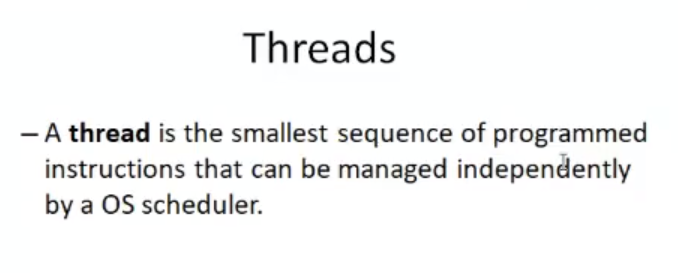 Threads
– A thread is the smallest sequence of programmed
instructions that can be managed independently
by a OS scheduler.